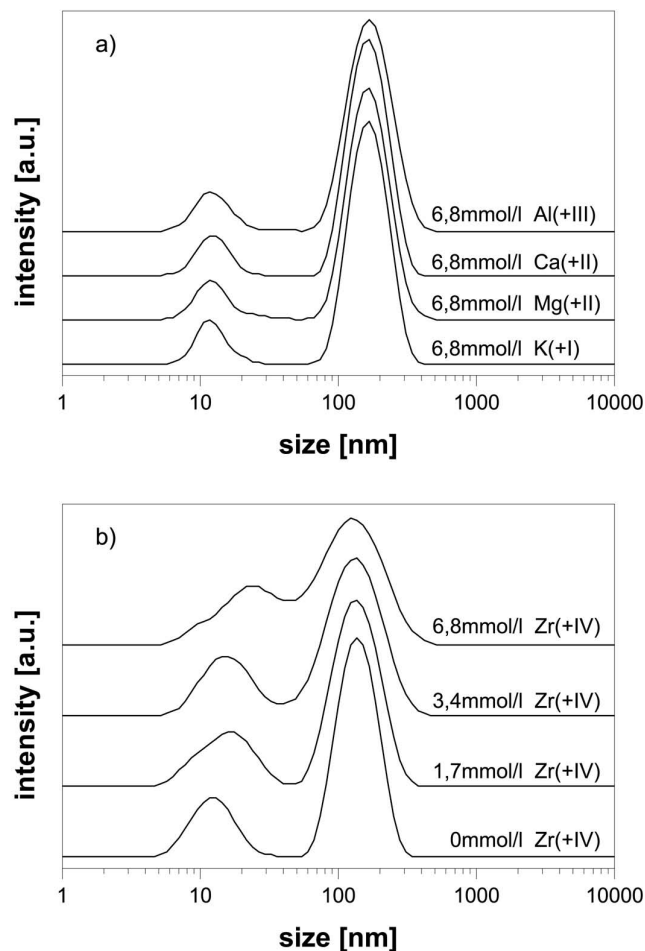 a)
intensity [a.u.]
6,8mmol/l Al(+III)
6,8mmol/l Ca(+II)
6,8mmol/l Mg(+II)
6,8mmol/l K(+I)
1 10 100 1000 10000
size [nm]
b)
intensity [a.u.]
6,8mmol/l Zr(+IV)
3,4mmol/l Zr(+IV)
1,7mmol/l Zr(+IV)
0mmol/l Zr(+IV)
1 10 100 1000 10000
size [nm]